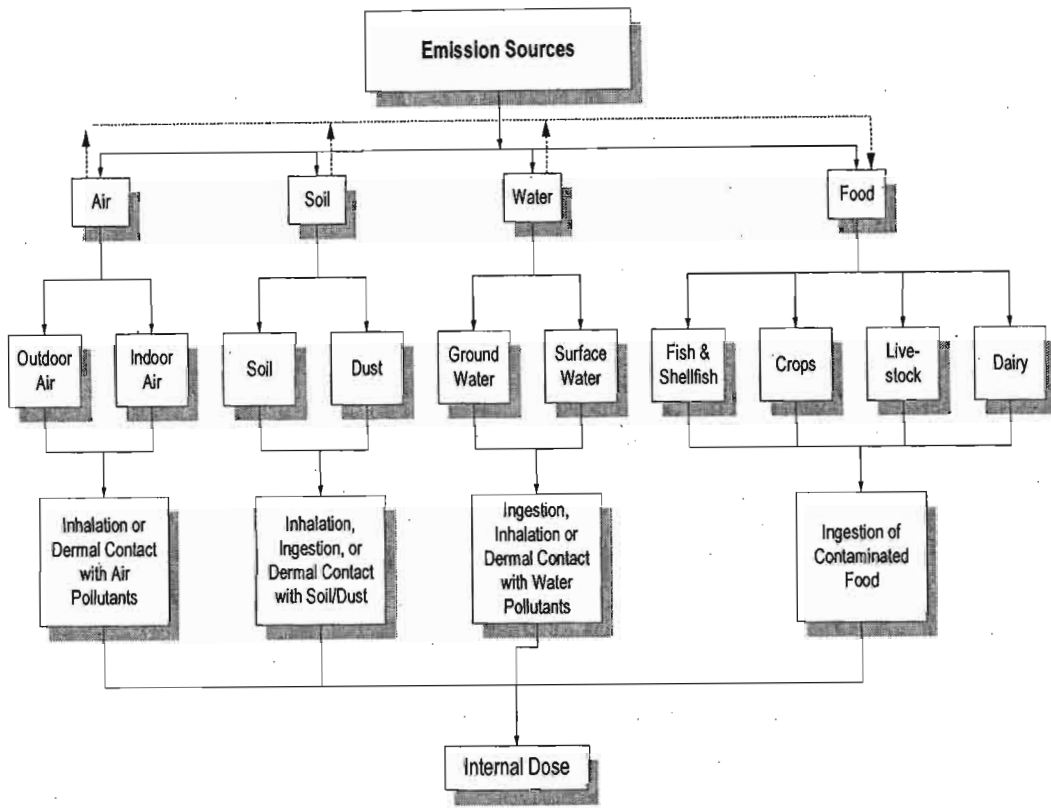 Emission Sources
Air
Soil
Water
Food
Outdoor
Air
Indoor
Air
Soil
Dust
Ground
Water
Surface
Water
Fish &
Shellfish
Crops
Live-
stock
Dairy
Inhalation or
Dermal Contact
with Air
Pollutants
Inhalation,
Ingestion, or
Dermal Contact
with Soil/Dust
Ingestion,
Inhalation or
Dermal Contact
with Water
Pollutants
Ingestion of
Contaminated
Food
Internal Dose